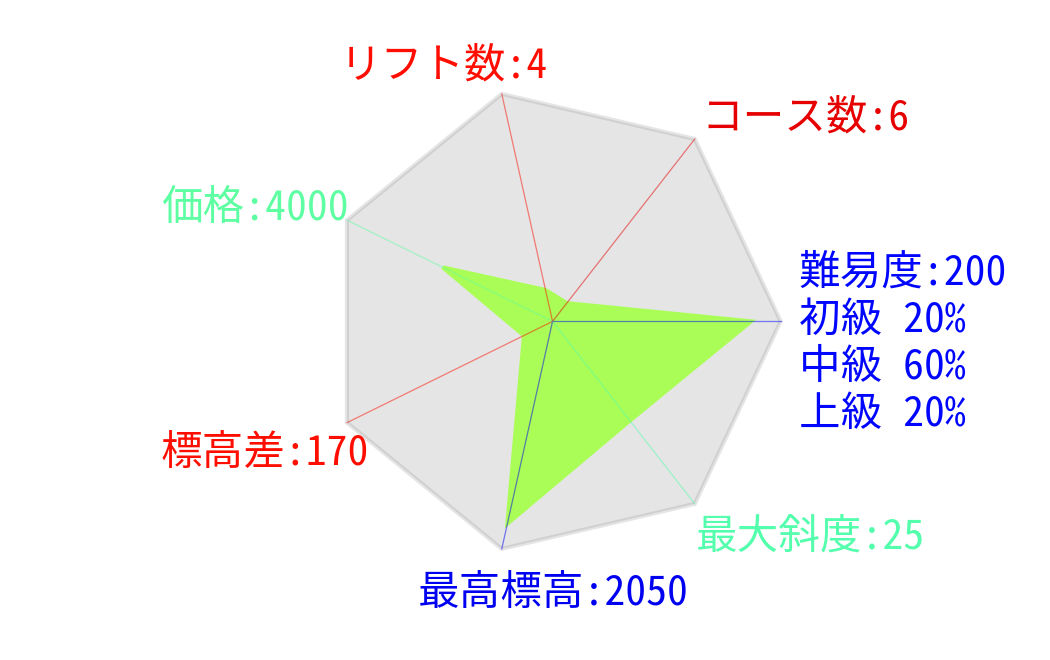 リフト数:4
コース数:6
価格:4000
難易度:200
初級 20%
中級 60%
上級 20%
標高差:170
最大斜度:25
最高標高:2050